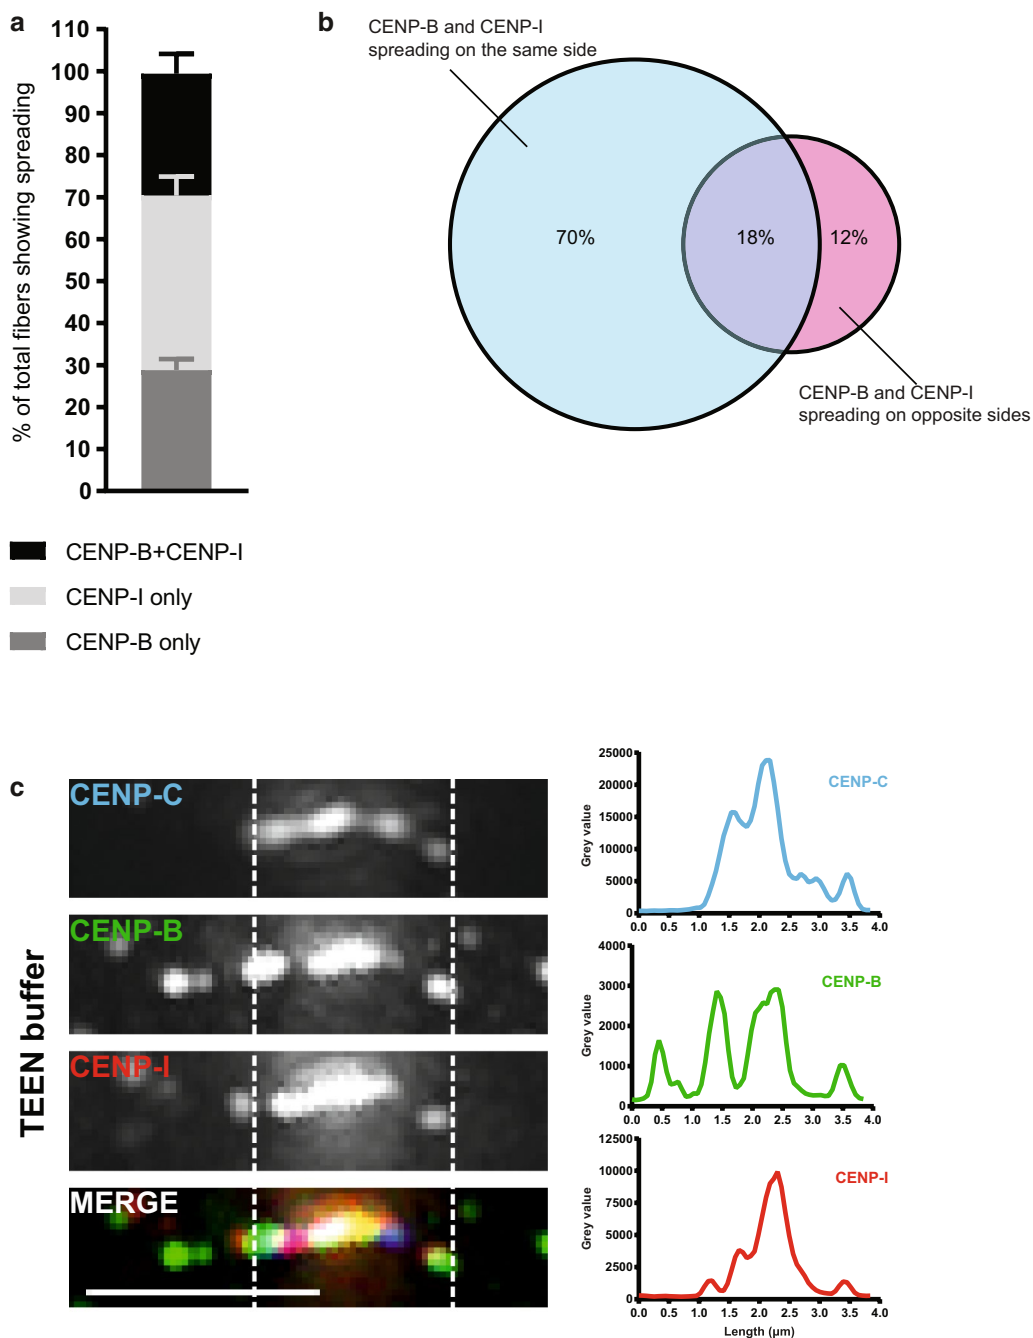 a
% of total fibers showing spreading
110
100
90
80
70
60
50
40
30
20
10
0
CENP-B+CENP-I
CENP-I only
CENP-B only
b
CENP-B and CENP-I
spreading on the same side
70%
18%
12%
CENP-B and CENP-I
spreading on opposite sides
c
TEEN buffer
CENP-C
CENP-B
CENP-I
MERGE
25000
20000
15000
10000
5000
0
Grey value
CENP-C
0.0 0.5 1.0 1.5 2.0 2.5 3.0 3.5 4.0
4000
3000
2000
1000
0
Grey value
CENP-B
0.0 0.5 1.0 1.5 2.0 2.5 3.0 3.5 4.0
12500
10000
7500
5000
2500
0
Grey value
CENP-I
0.0 0.5 1.0 1.5 2.0 2.5 3.0 3.5 4.0
Length (µm)